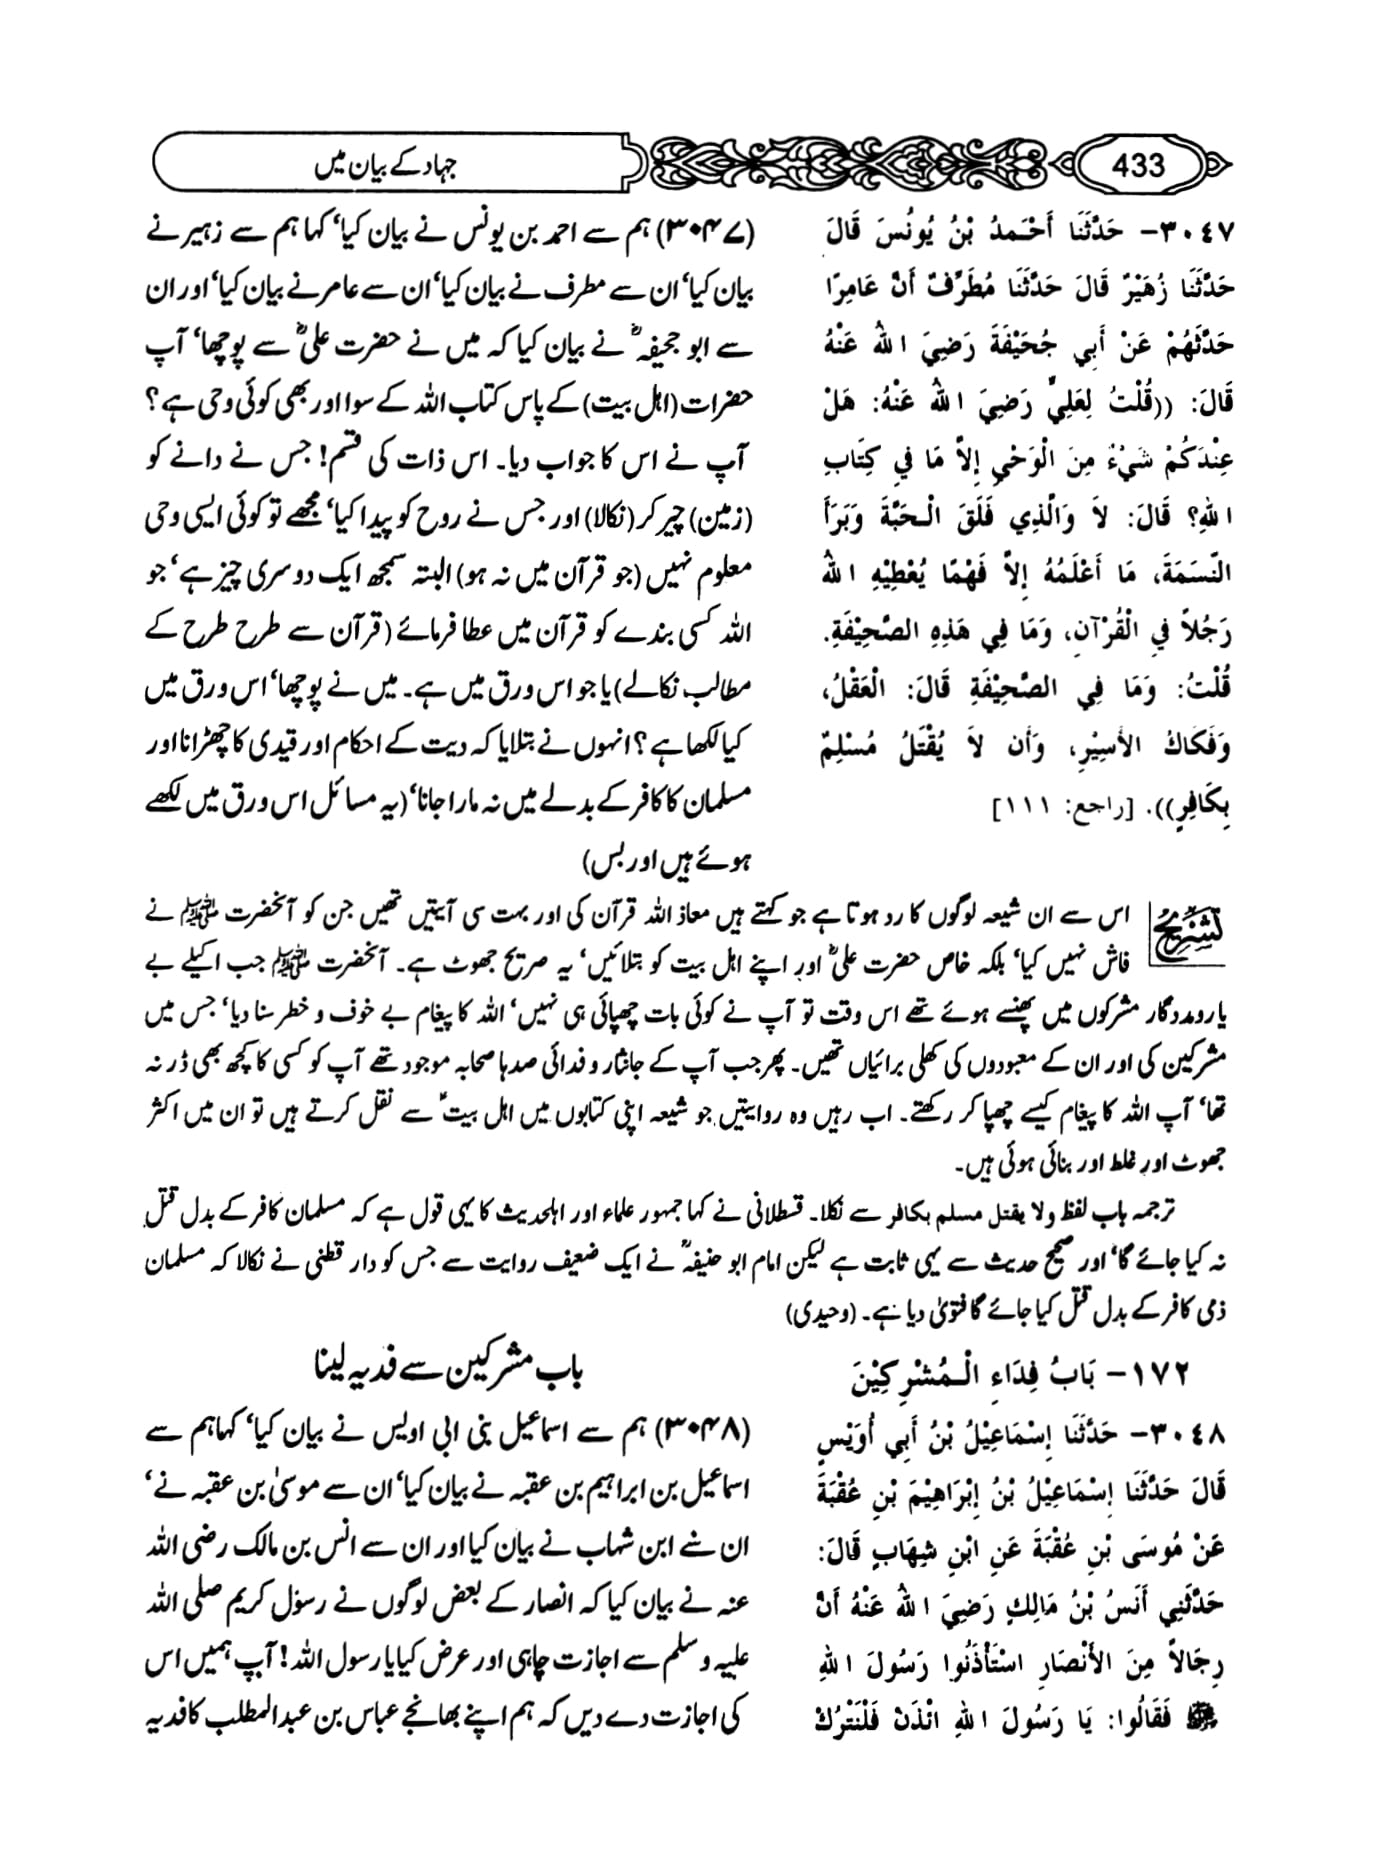 433
جہاد کے بیان میں
٣٠٤٧- حَدَّثَنَا أَحْمَدُ بْنُ يُونُسَ قَالَ
حَدَّثَنَا زُهَيْرٌ قَالَ حَدَّثَنَا مُطَرِّفٌ أَنَّ عَامِرًا
حَدَّثَهُمْ عَنْ أَبِي جُحَيْفَةَ رَضِيَ اللهُ عَنْهُ
قَالَ: ((قُلْتُ لِعَلِيٍّ رَضِيَ اللهُ عَنْهُ: هَلْ
عِنْدَكُمْ شَيْءٌ مِنَ الْوَحْيِ إِلاَّ مَا فِي كِتَابِ
اللهِ؟ قَالَ: لاَ وَالَّذِي فَلَقَ الْحَبَّةَ وَبَرَأَ
النَّسَمَةَ، مَا أَعْلَمُهُ إِلاَّ فَهْمًا يُعْطِيْهِ اللهُ
رَجُلاً فِي الْقُرْآنِ، وَمَا فِي هَذِهِ الصَّحِيْفَةِ.
قُلْتُ: وَمَا فِي الصَّحِيْفَةِ قَالَ: الْعَقْلُ،
وَفَكَاكُ الأَسِيْرِ، وَأَن لاَ يُقْتَلُ مُسْلِمٌ
بِكَافِرٍ)). [راجع: ١١١]
(۳۰۴۷) ہم سے احمد بن یونس نے بیان کیا' کہا ہم سے زہیر نے
بیان کیا' ان سے مطرف نے بیان کیا' ان سے عامر نے بیان کیا' اور ان
سے ابو جحیفہؓ نے بیان کیا کہ میں نے حضرت علیؓ سے پوچھا' آپ
حضرات (اہل بیت) کے پاس کتاب اللہ کے سوا اور بھی کوئی وحی ہے؟
آپ نے اس کا جواب دیا۔ اس ذات کی قسم! جس نے دانے کو
(زمین) چیر کر (نکالا) اور جس نے روح کو پیدا کیا' مجھے تو کوئی ایسی وحی
معلوم نہیں (جو قرآن میں نہ ہو) البتہ سمجھ ایک دوسری چیز ہے' جو
اللہ کسی بندے کو قرآن میں عطا فرمائے (قرآن سے طرح طرح کے
مطالب نکالے) یا جو اس ورق میں ہے۔ میں نے پوچھا' اس ورق میں
کیا لکھا ہے؟ انہوں نے بتلایا کہ دیت کے احکام اور قیدی کا چھڑانا اور
مسلمان کا کافر کے بدلے میں نہ مارا جانا' (یہ مسائل اس ورق میں لکھے
ہوئے ہیں اور بس)
تشریح
اس سے ان شیعہ لوگوں کا رد ہوتا ہے جو کہتے ہیں معاذ اللہ قرآن کی اور بہت سی آیتیں تھیں جن کو آنحضرت ﷺ نے
فاش نہیں کیا' بلکہ خاص حضرت علیؓ اور اپنے اہل بیت کو بتلائیں' یہ صریح جھوٹ ہے۔ آنحضرت ﷺ جب اکیلے بے
یارومددگار مشرکوں میں پھنسے ہوئے تھے اس وقت تو آپ نے کوئی بات چھپائی ہی نہیں' اللہ کا پیغام بے خوف و خطر سنا دیا' جس میں
مشرکین کی اور ان کے معبودوں کی کھلی برائیاں تھیں۔ پھر جب آپ کے جانثار و فدائی صدہا صحابہ موجود تھے آپ کو کسی کا کچھ بھی ڈر نہ
تھا' آپ اللہ کا پیغام کیسے چھپا کر رکھتے۔ اب رہیں وہ روایتیں جو شیعہ اپنی کتابوں میں اہل بیتؑ سے نقل کرتے ہیں تو ان میں اکثر
جھوٹ اور غلط اور بنائی ہوئی ہیں۔
ترجمہ باب لفظ ولا یقتل مسلم بکافر سے نکلا۔ قسطلانی نے کہا جمہور علماء اور اہلحدیث کا یہی قول ہے کہ مسلمان کافر کے بدل قتل
نہ کیا جائے گا' اور صحیح حدیث سے یہی ثابت ہے لیکن امام ابو حنیفہؒ نے ایک ضعیف روایت سے جس کو دار قطنی نے نکالا کہ مسلمان
ذمی کافر کے بدل قتل کیا جائے گا فتویٰ دیا ہے۔ (وحیدی)
١٧٢- بَابُ فِدَاءِ الْمُشْرِكِيْنَ
باب مشرکین سے فدیہ لینا
٣٠٤٨- حَدَّثَنَا إِسْمَاعِيْلُ بْنُ أَبِي أُوَيْسٍ
قَالَ حَدَّثَنَا إِسْمَاعِيْلُ بْنُ إِبْرَاهِيْمَ بْنِ عُقْبَةَ
عَنْ مُوسَى بْنِ عُقْبَةَ عَنِ ابْنِ شِهَابٍ قَالَ:
حَدَّثَنِي أَنَسُ بْنُ مَالِكٍ رَضِيَ اللهُ عَنْهُ أَنَّ
رِجَالاً مِنَ الأَنْصَارِ اسْتَأْذَنُوا رَسُولَ اللهِ
ﷺ فَقَالُوا: يَا رَسُولَ اللهِ ائْذَنْ فَلْنَتْرُكْ
(۳۰۴۸) ہم سے اسماعیل بنی ابی اویس نے بیان کیا' کہا ہم سے
اسماعیل بن ابراہیم بن عقبہ نے بیان کیا' ان سے موسیٰ بن عقبہ نے'
ان سے ابن شہاب نے بیان کیا اور ان سے انس بن مالک رضی اللہ
عنہ نے بیان کیا کہ انصار کے بعض لوگوں نے رسول کریم صلی اللہ
علیہ وسلم سے اجازت چاہی اور عرض کیا یا رسول اللہ! آپ ہمیں اس
کی اجازت دے دیں کہ ہم اپنے بھانجے عباس بن عبدالمطلب کا فدیہ